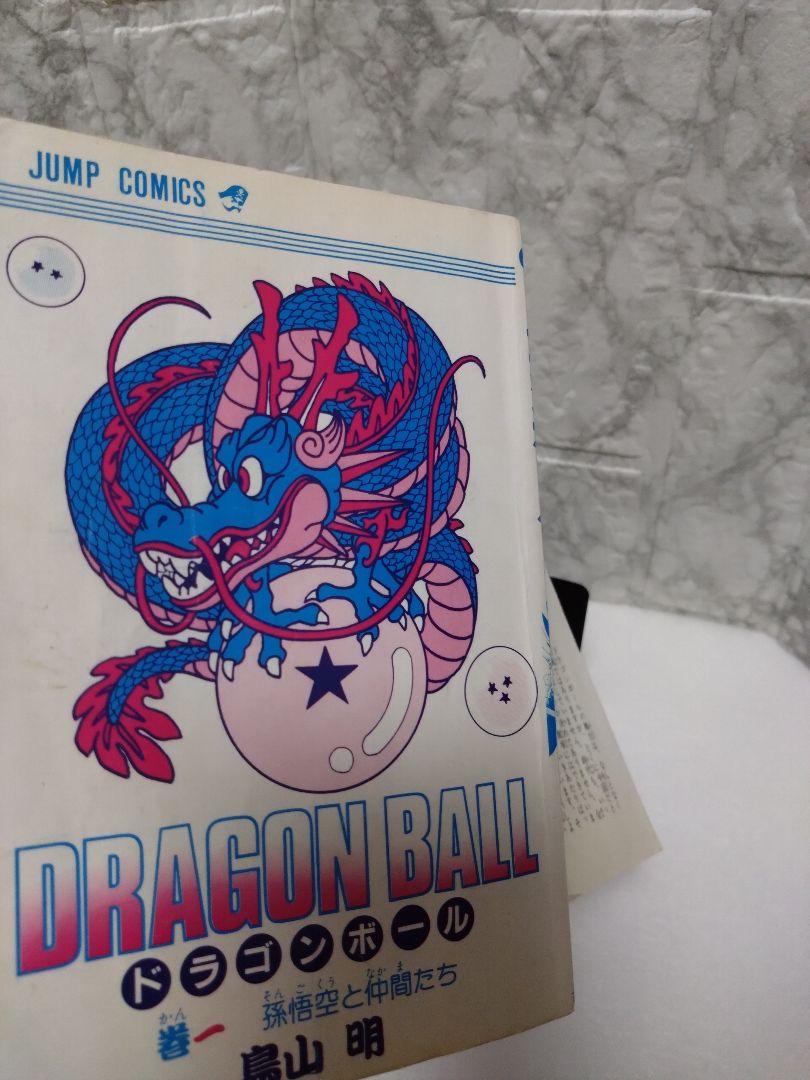 JUMP COMICS
DRAGON BALL
ドラゴンボール
かん そんごくう なかま
巻一 孫悟空と仲間たち
鳥山 明